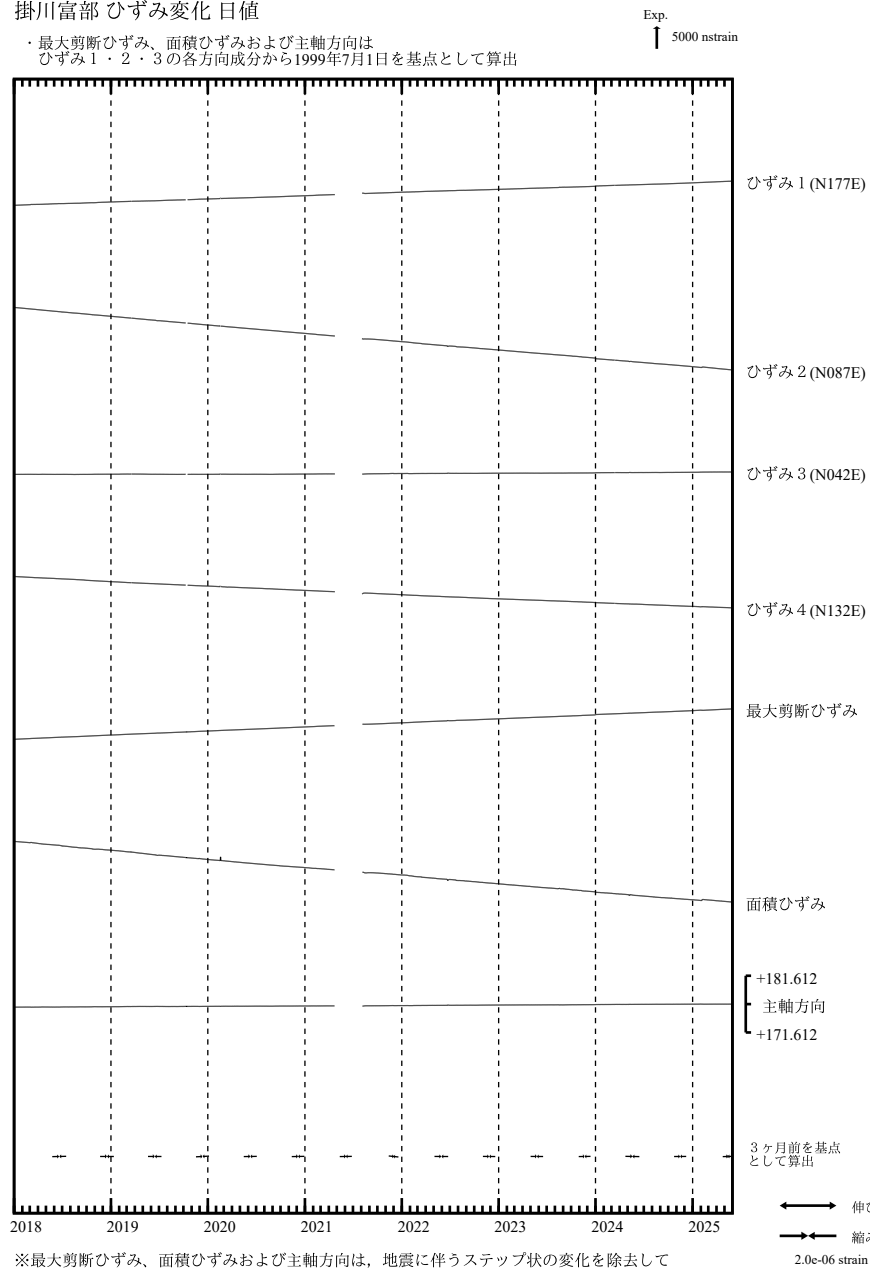 掛川富部 ひずみ変化 日値
・最大剪断ひずみ、面積ひずみおよび主軸方向は
ひずみ１・２・３の各方向成分から1999年7月1日を基点として算出
Exp.
5000 nstrain
ひずみ１(N177E)
ひずみ２(N087E)
ひずみ３(N042E)
ひずみ４(N132E)
最大剪断ひずみ
面積ひずみ
+181.612
主軸方向
+171.612
３ヶ月前を基点
として算出
2018 2019 2020 2021 2022 2023 2024 2025
伸び
縮み
2.0e-06 strain
※最大剪断ひずみ、面積ひずみおよび主軸方向は，地震に伴うステップ状の変化を除去して